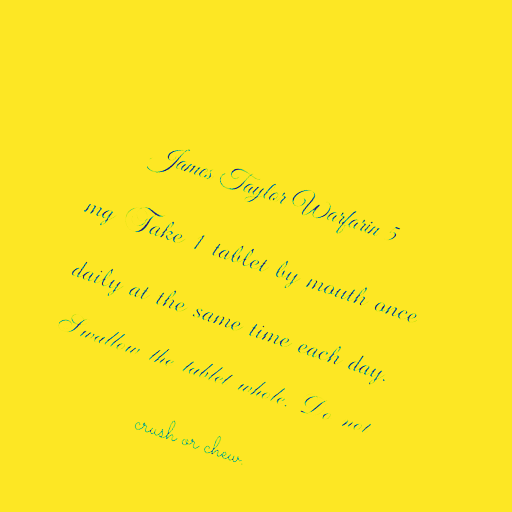 James Taylor Warfarin 5
mg Take 1 tablet by mouth once
daily at the same time each day.
Swallow the tablet whole. Do not
crush or chew